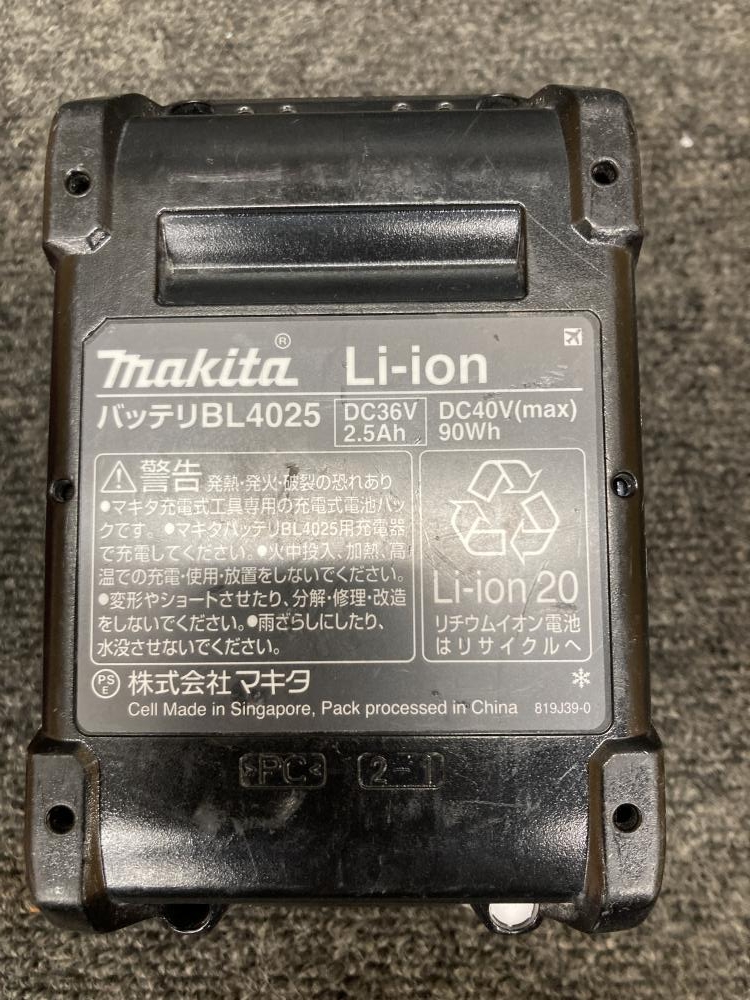 makita® Li-ion
バッテリBL4025 DC36V 2.5Ah DC40V(max) 90Wh
警告 発熱・発火・破裂の恐れあり
●マキタ充電式工具専用の充電式電池パッ
クです。●マキタバッテリBL4025用充電器
で充電してください。●火中投入、加熱、高
温での充電・使用・放置をしないでください。
●変形やショートさせたり、分解・修理・改造
をしないでください。●雨ざらしにしたり、
水没させないでください。
Li-ion 20
リチウムイオン電池
はリサイクルへ
PSE 株式会社マキタ
Cell Made in Singapore, Pack processed in China 819J39-0
>PC< 2-1